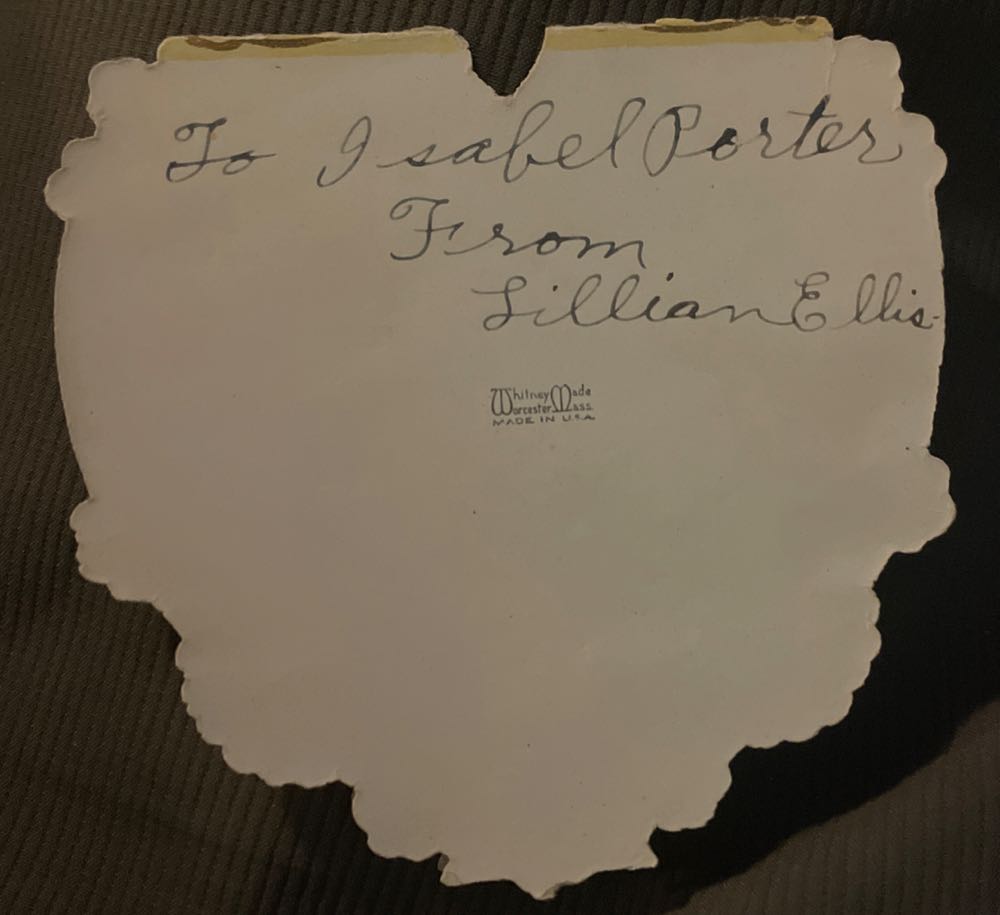 To Isabel Porter
From
Lillian Ellis.
Whitney Made
Worcester Mass.
MADE IN U.S.A.